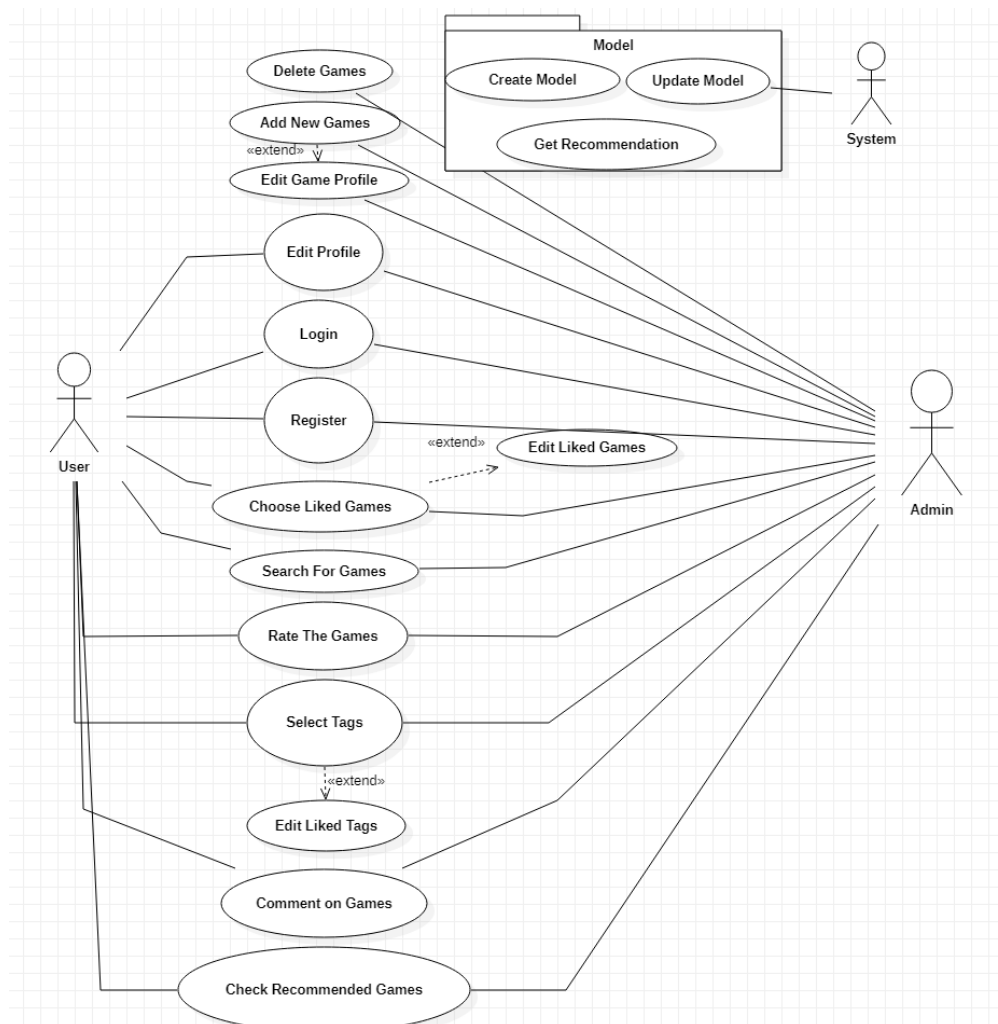 Model
Delete Games
Create Model
Update Model
Add New Games
System
«extend»
Get Recommendation
Edit Game Profile
Edit Profile
Login
Register
«extend»
Edit Liked Games
User
Choose Liked Games
Admin
Search For Games
Rate The Games
Select Tags
«extend»
Edit Liked Tags
Comment on Games
Check Recommended Games